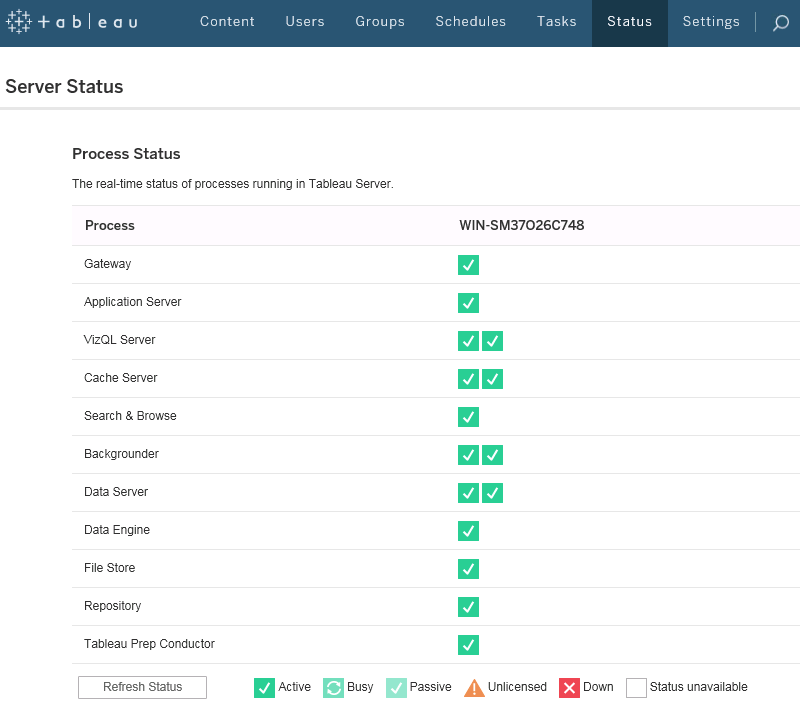 tableau Content Users Groups Schedules Tasks Status Settings
Server Status
Process Status
The real-time status of processes running in Tableau Server.
Process WIN-SM37O26C748
Gateway
Application Server
VizQL Server
Cache Server
Search & Browse
Backgrounder
Data Server
Data Engine
File Store
Repository
Tableau Prep Conductor
Refresh Status Active Busy Passive Unlicensed Down Status unavailable